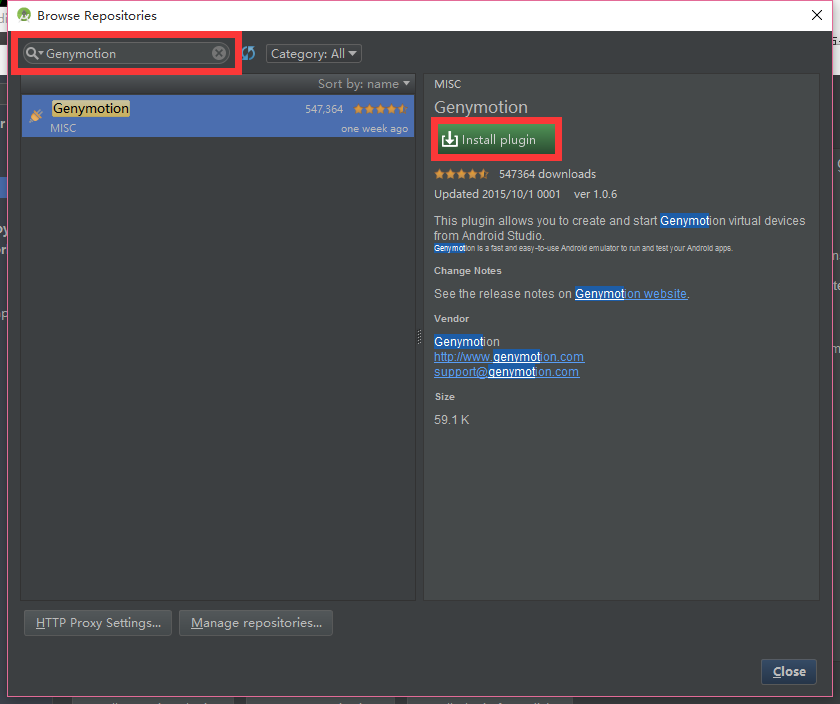 Browse Repositories
Genymotion
Category: All
Sort by: name
Genymotion
547,364
MISC
one week ago
MISC
Genymotion
Install plugin
547364 downloads
Updated 2015/10/1 0001 ver 1.0.6
This plugin allows you to create and start Genymotion virtual devices
from Android Studio.
Genymotion is a fast and easy-to-use Android emulator to run and test your Android apps.
Change Notes
See the release notes on Genymotion website.
Vendor
Genymotion
http://www.genymotion.com
support@genymotion.com
Size
59.1 K
HTTP Proxy Settings...
Manage repositories...
Close